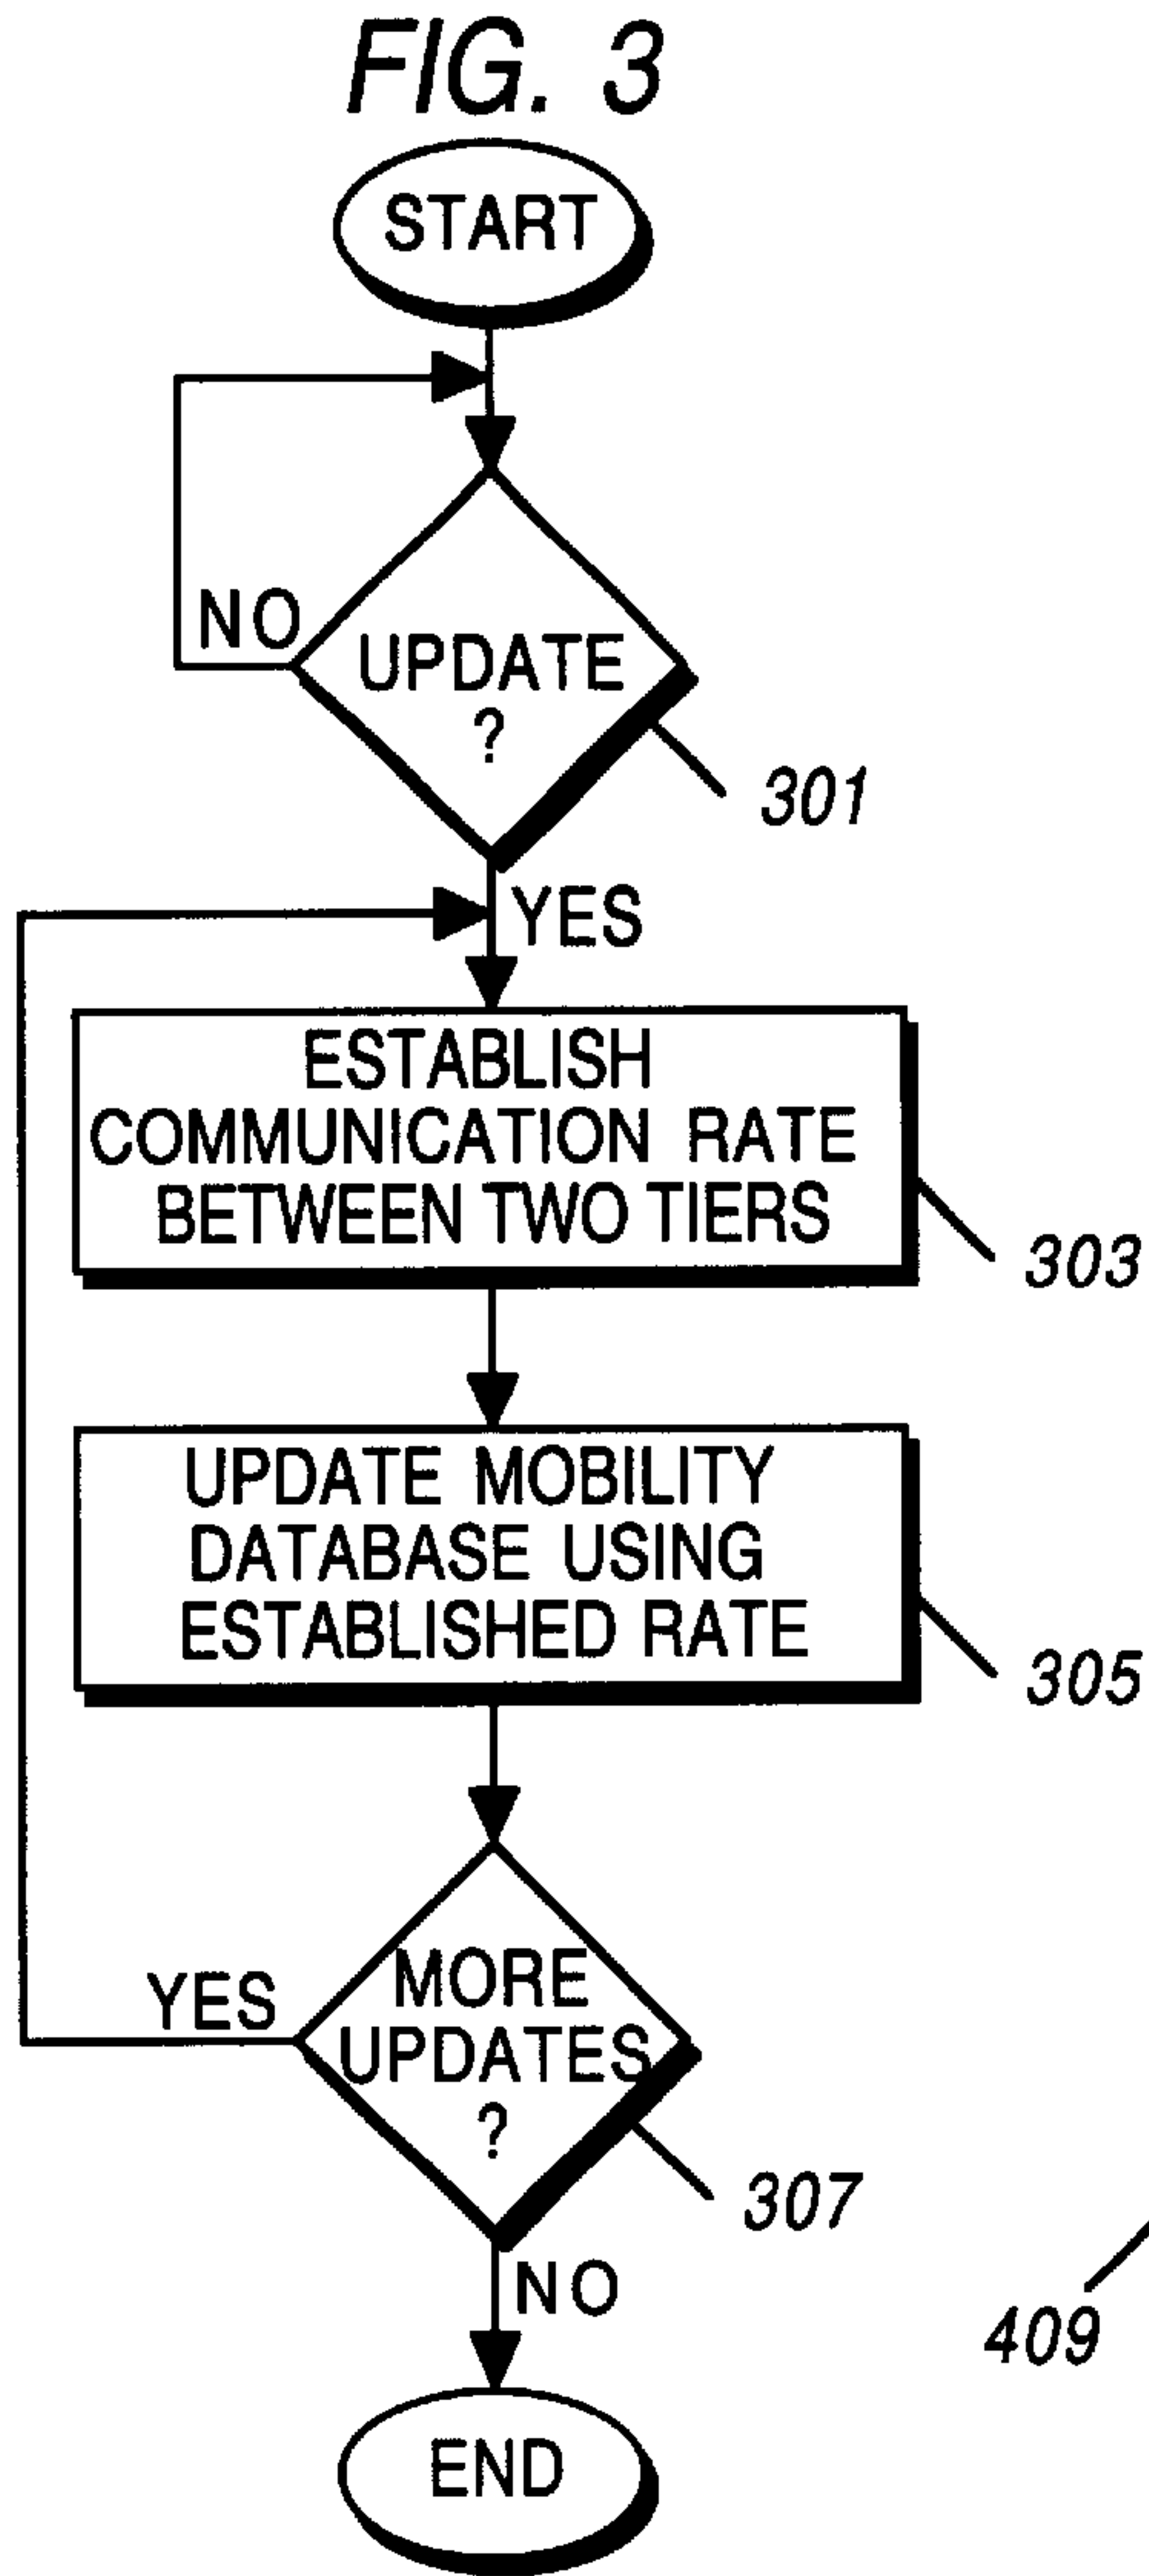 FIG. 3
START
NO
UPDATE
?
301
YES
ESTABLISH
COMMUNICATION RATE
BETWEEN TWO TIERS
303
UPDATE MOBILITY
DATABASE USING
ESTABLISHED RATE
305
YES
MORE
UPDATES
?
307
NO
409
END